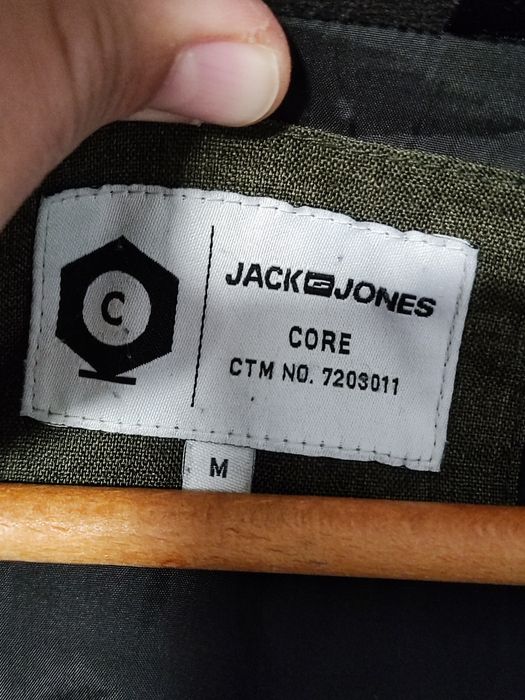 C
JACK JONES
CORE
CTM NO. 7203011
M